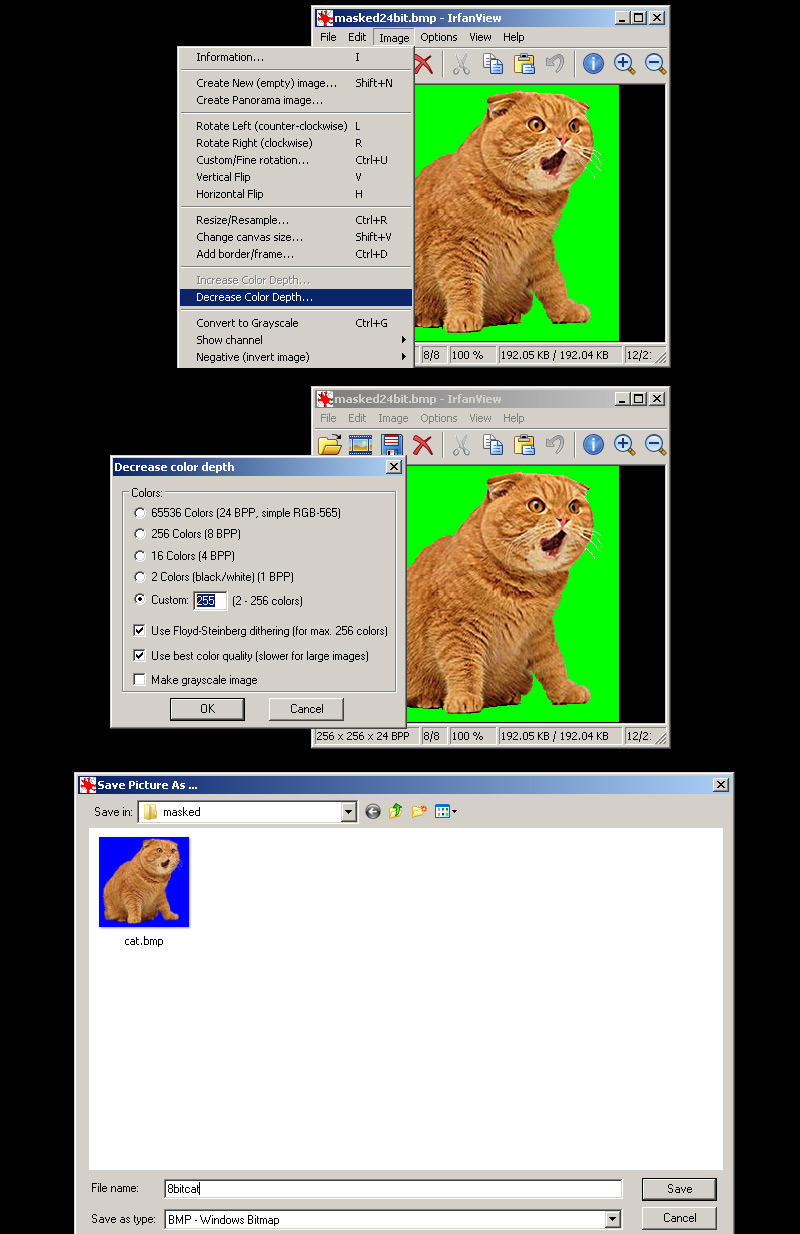 masked24bit.bmp - IrfanView
File Edit Image Options View Help
Information... I
Create New (empty) image... Shift+N
Create Panorama image...
Rotate Left (counter-clockwise) L
Rotate Right (clockwise) R
Custom/Fine rotation... Ctrl+U
Vertical Flip V
Horizontal Flip H
Resize/Resample... Ctrl+R
Change canvas size... Shift+V
Add border/frame... Ctrl+D
Increase Color Depth...
Decrease Color Depth...
Convert to Grayscale Ctrl+G
Show channel
Negative (invert image)
8/8 100 % 192.05 KB / 192.04 KB 12/2
masked24bit.bmp - IrfanView
File Edit Image Options View Help
Decrease color depth
Colors:
65536 Colors (24 BPP, simple RGB-565)
256 Colors (8 BPP)
16 Colors (4 BPP)
2 Colors (black/white) (1 BPP)
Custom: 255 (2 - 256 colors)
Use Floyd-Steinberg dithering (for max. 256 colors)
Use best color quality (slower for large images)
Make grayscale image
OK Cancel
256 x 256 x 24 BPP 8/8 100 % 192.05 KB / 192.04 KB 12/2
Save Picture As ...
Save in: masked
cat.bmp
File name: 8bitcat Save
Save as type: BMP - Windows Bitmap Cancel